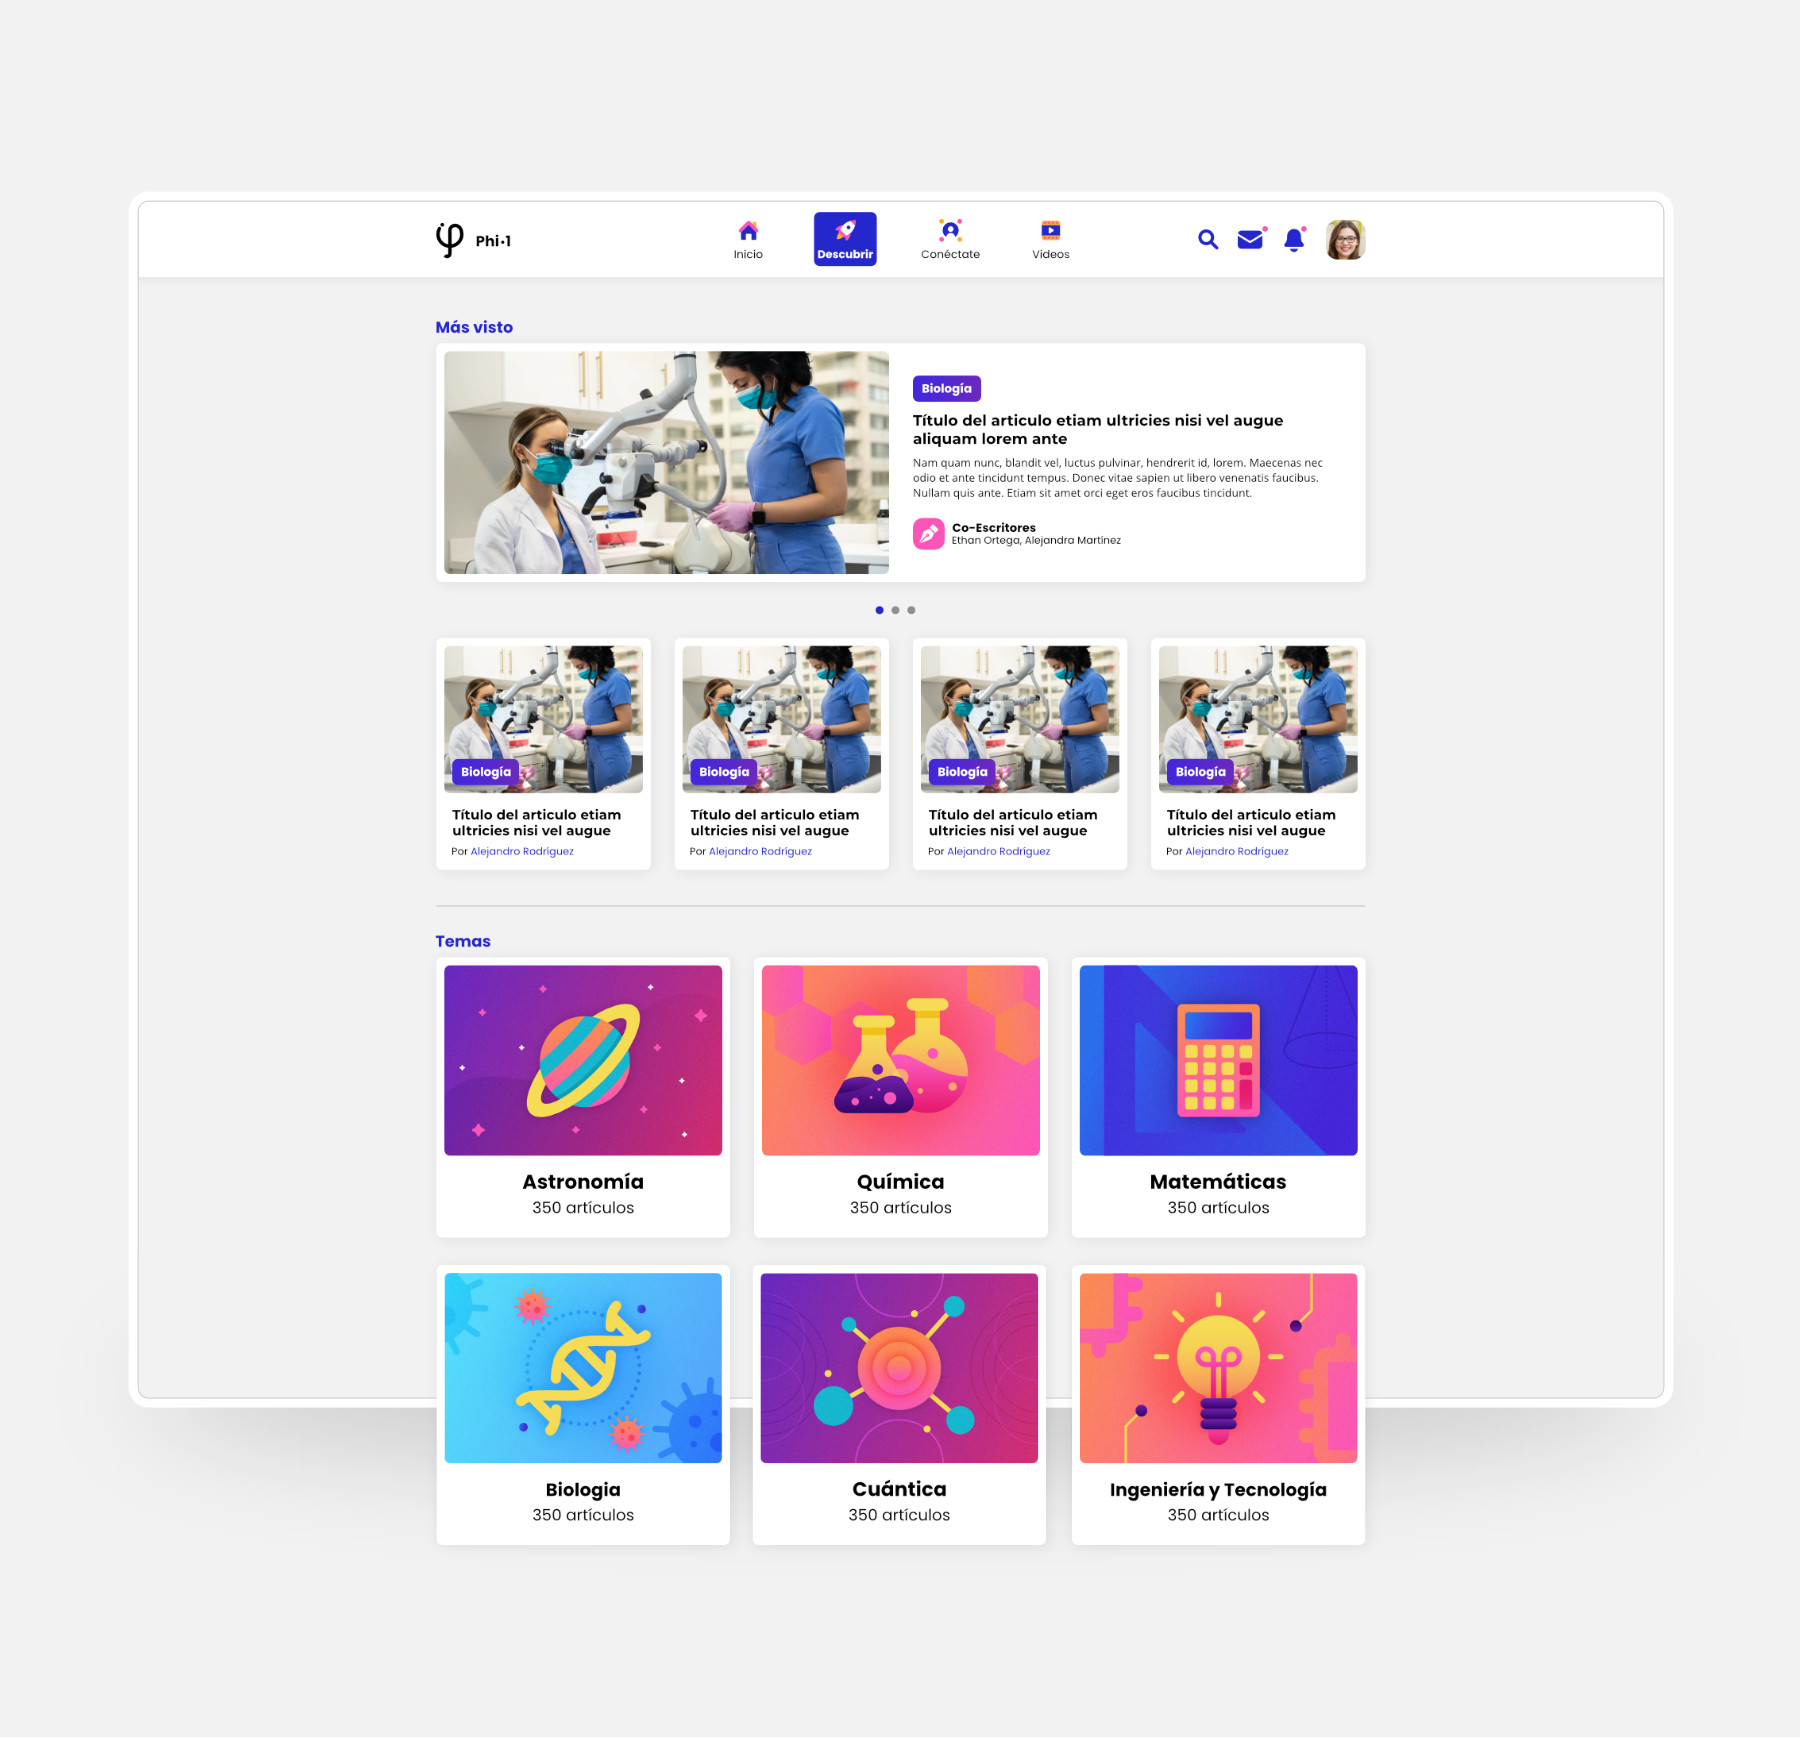 Phi·1
Inicio
Descubrir
Conéctate
Videos
Más visto
Biología
Título del articulo etiam ultricies nisi vel augue
aliquam lorem ante
Nam quam nunc, blandit vel, luctus pulvinar, hendrerit id, lorem. Maecenas nec
odio et ante tincidunt tempus. Donec vitae sapien ut libero venenatis faucibus.
Nullam quis ante. Etiam sit amet orci eget eros faucibus tincidunt.
Co-Escritores
Ethan Ortega, Alejandra Martínez
Biología
Título del articulo etiam
ultricies nisi vel augue
Por Alejandro Rodríguez
Biología
Título del articulo etiam
ultricies nisi vel augue
Por Alejandro Rodríguez
Biología
Título del articulo etiam
ultricies nisi vel augue
Por Alejandro Rodríguez
Biología
Título del articulo etiam
ultricies nisi vel augue
Por Alejandro Rodríguez
Temas
Astronomía
350 artículos
Química
350 artículos
Matemáticas
350 artículos
Biologia
350 artículos
Cuántica
350 artículos
Ingeniería y Tecnología
350 artículos